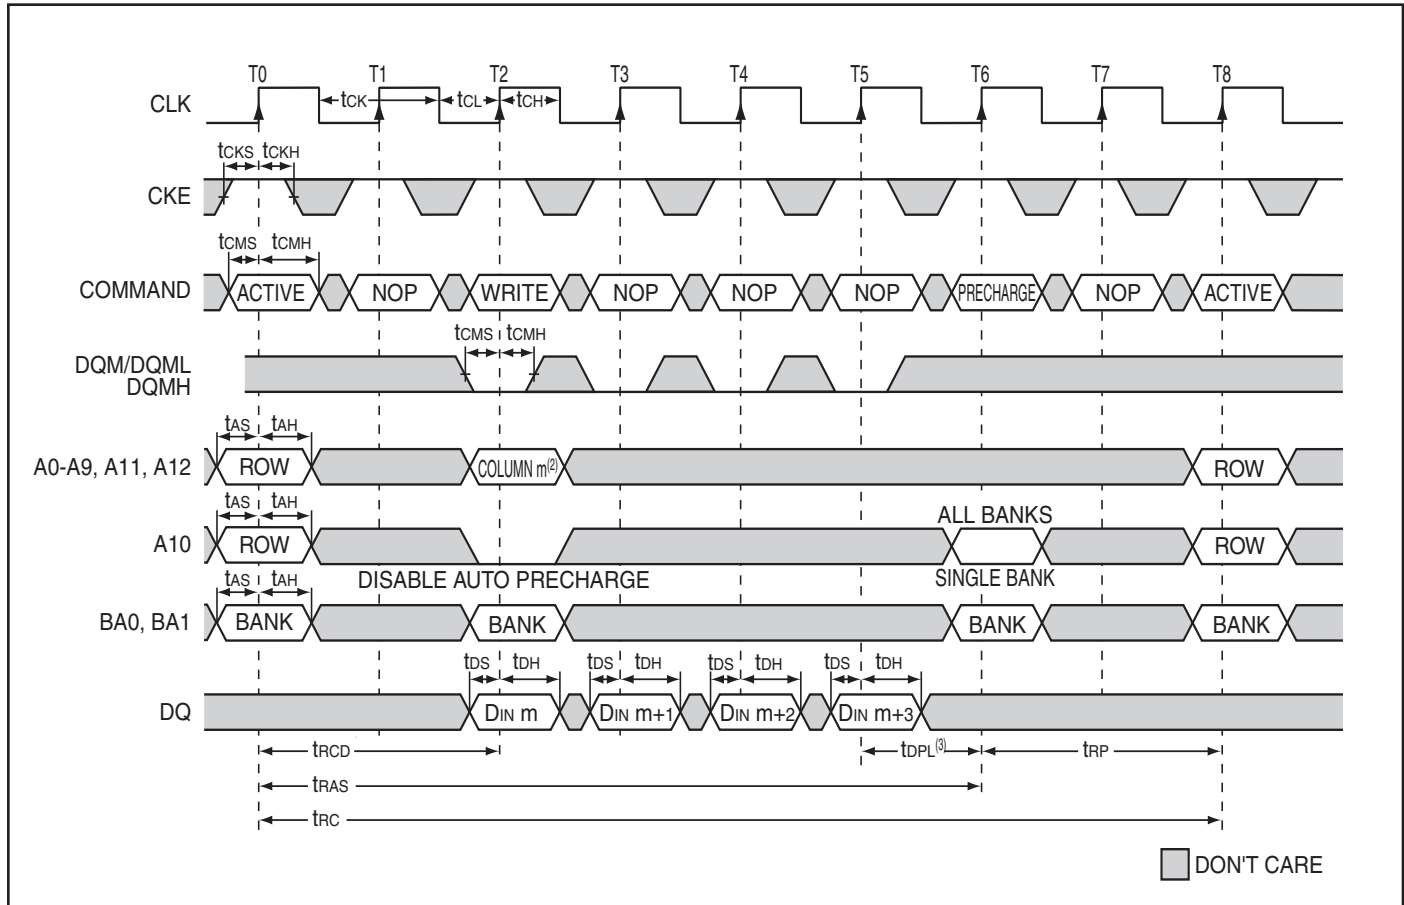 T0 T1 T2 T3 T4 T5 T6 T7 T8
CLK tCK tCL tCH
tCKS tCKH
CKE
tCMS tCMH
COMMAND ACTIVE NOP WRITE NOP NOP NOP PRECHARGE NOP ACTIVE
tCMS tCMH
DQM/DQML
DQMH
tAS tAH
A0-A9, A11, A12 ROW COLUMN m(2) ROW
tAS tAH ALL BANKS
A10 ROW ROW
tAS tAH DISABLE AUTO PRECHARGE SINGLE BANK
BA0, BA1 BANK BANK BANK BANK
tDS tDH tDS tDH tDS tDH tDS tDH
DQ DIN m DIN m+1 DIN m+2 DIN m+3
tRCD tDPL(3) tRP
tRAS
tRC
DON'T CARE